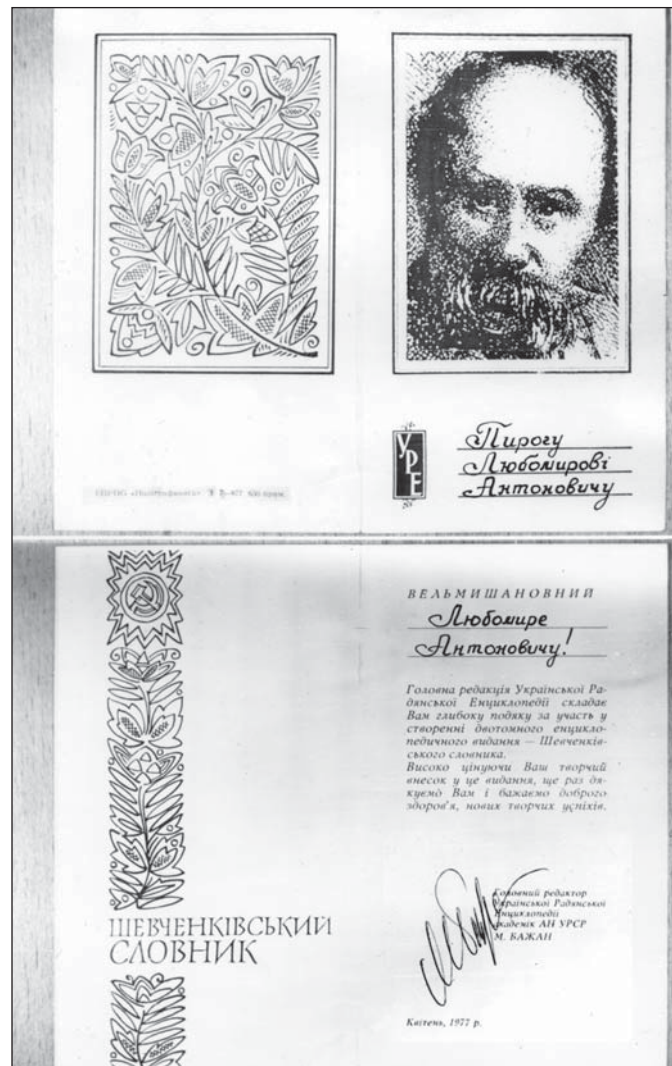 УРЕ
Пирогу
Любомирові
Антоновичу
ШЕВЧЕНКІВСЬКИЙ
СЛОВНИК
ВЕЛЬМИШАНОВНИЙ
Любомире
Антоновичу!
Головна редакція Української Ра-
дянської Енциклопедії складає
Вам глибоку подяку за участь у
створенні двотомного енцикло-
педичного видання — Шевченків-
ського словника.
Високо цінуючи Ваш творчий
внесок у це видання, ще раз дя-
куємо Вам і бажаємо доброго
здоров'я, нових творчих успіхів.
Головний редактор
Української Радянської
Енциклопедії
академік АН УРСР
М. БАЖАН
Квітень, 1977 р.